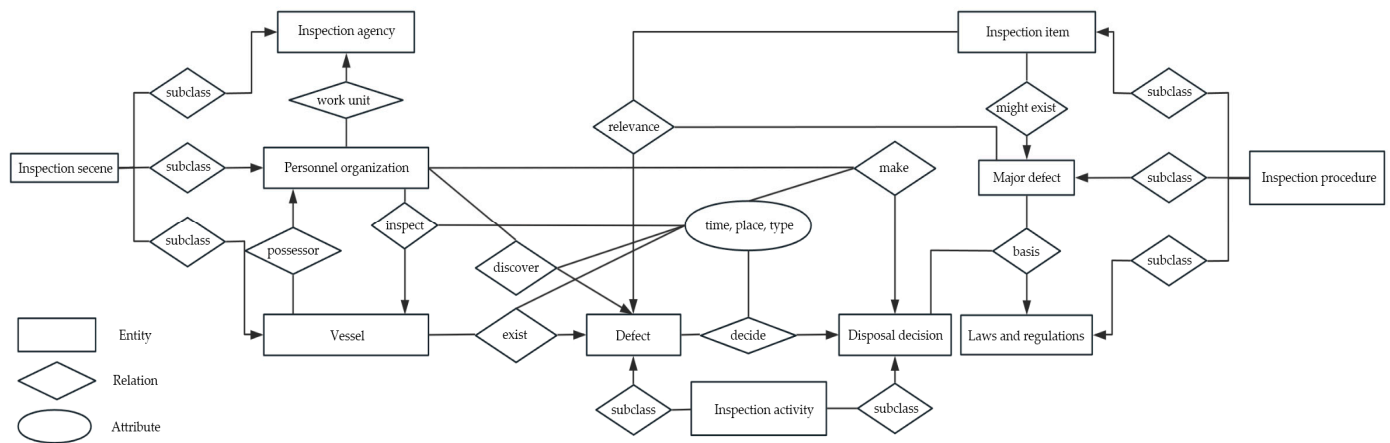 Inspection agency
Inspection item
subclass
work unit
subclass
might exist
relevance
Inspection secene
subclass
Personnel organization
make
Major defect
subclass
Inspection procedure
inspect
time, place, type
subclass
possessor
discover
basis
subclass
Entity
Vessel
exist
Defect
decide
Disposal decision
Laws and regulations
Relation
subclass
Inspection activity
subclass
Attribute